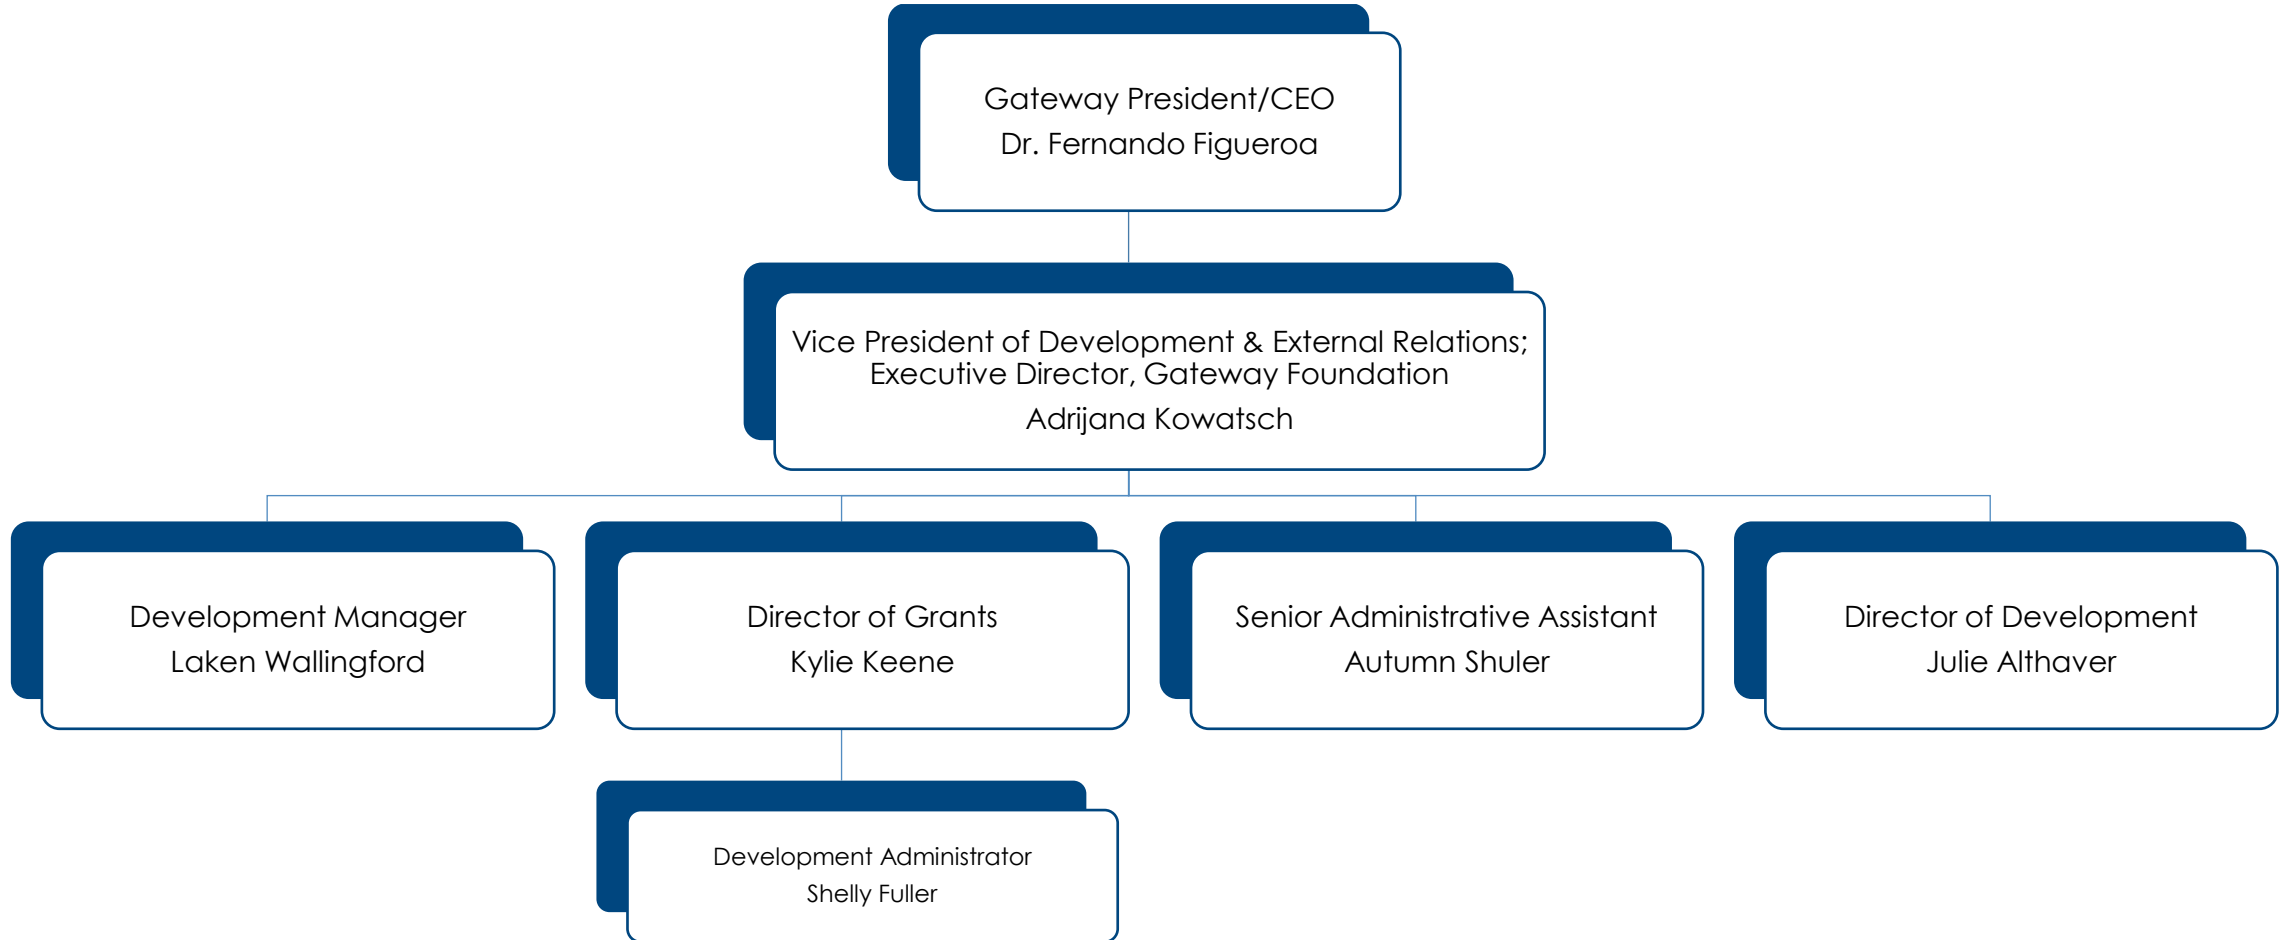 Gateway President/CEO
Dr. Fernando Figueroa
Vice President of Development & External Relations;
Executive Director, Gateway Foundation
Adrijana Kowatsch
Development Manager
Laken Wallingford
Director of Grants
Kylie Keene
Senior Administrative Assistant
Autumn Shuler
Director of Development
Julie Althaver
Development Administrator
Shelly Fuller